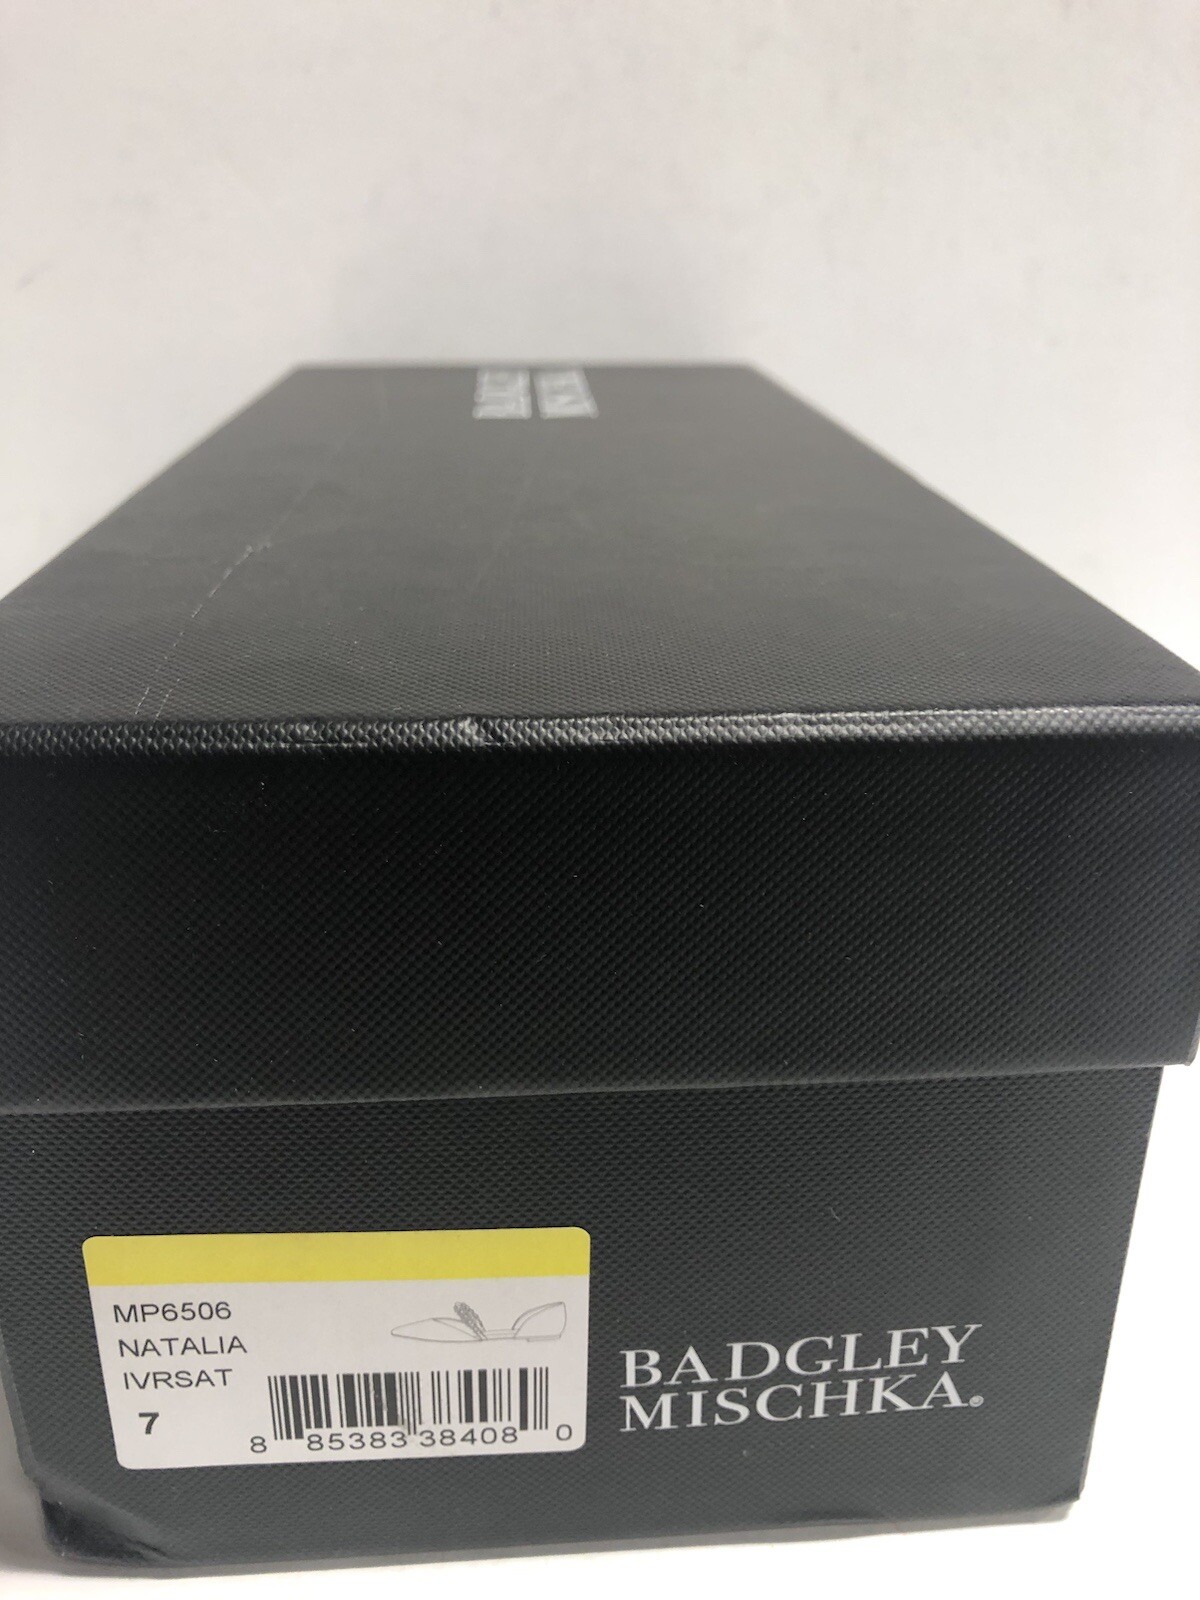 MP6506
NATALIA
IVRSAT
7
8 85383 38408 0
BADGLEY
MISCHKA®